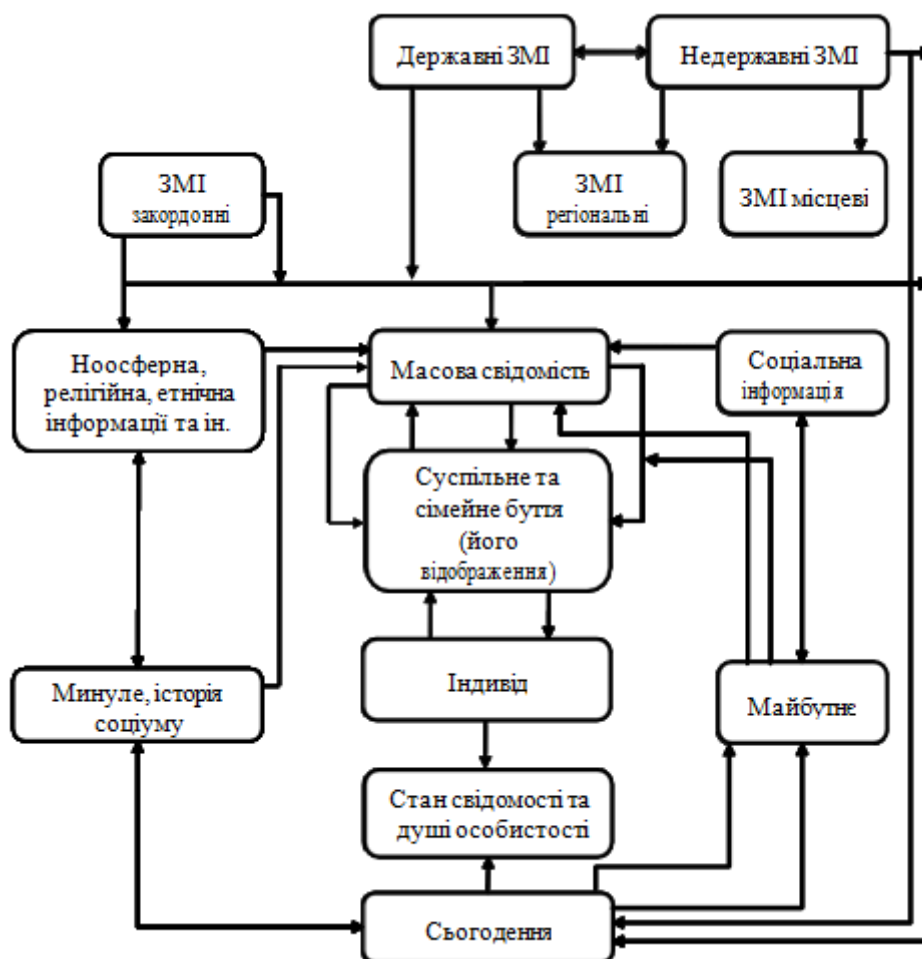 Державні ЗМІ
Недержавні ЗМІ
ЗМІ
закордонні
ЗМІ
регіональні
ЗМІ місцеві
Ноосферна,
релігійна, етнічна
інформації та ін.
Масова свідомість
Соціальна
інформація
Суспільне та
сімейне буття
(його
відображення)
Минуле, історія
соціуму
Індивід
Майбутнє
Стан свідомості та
душі особистості
Сьогодення